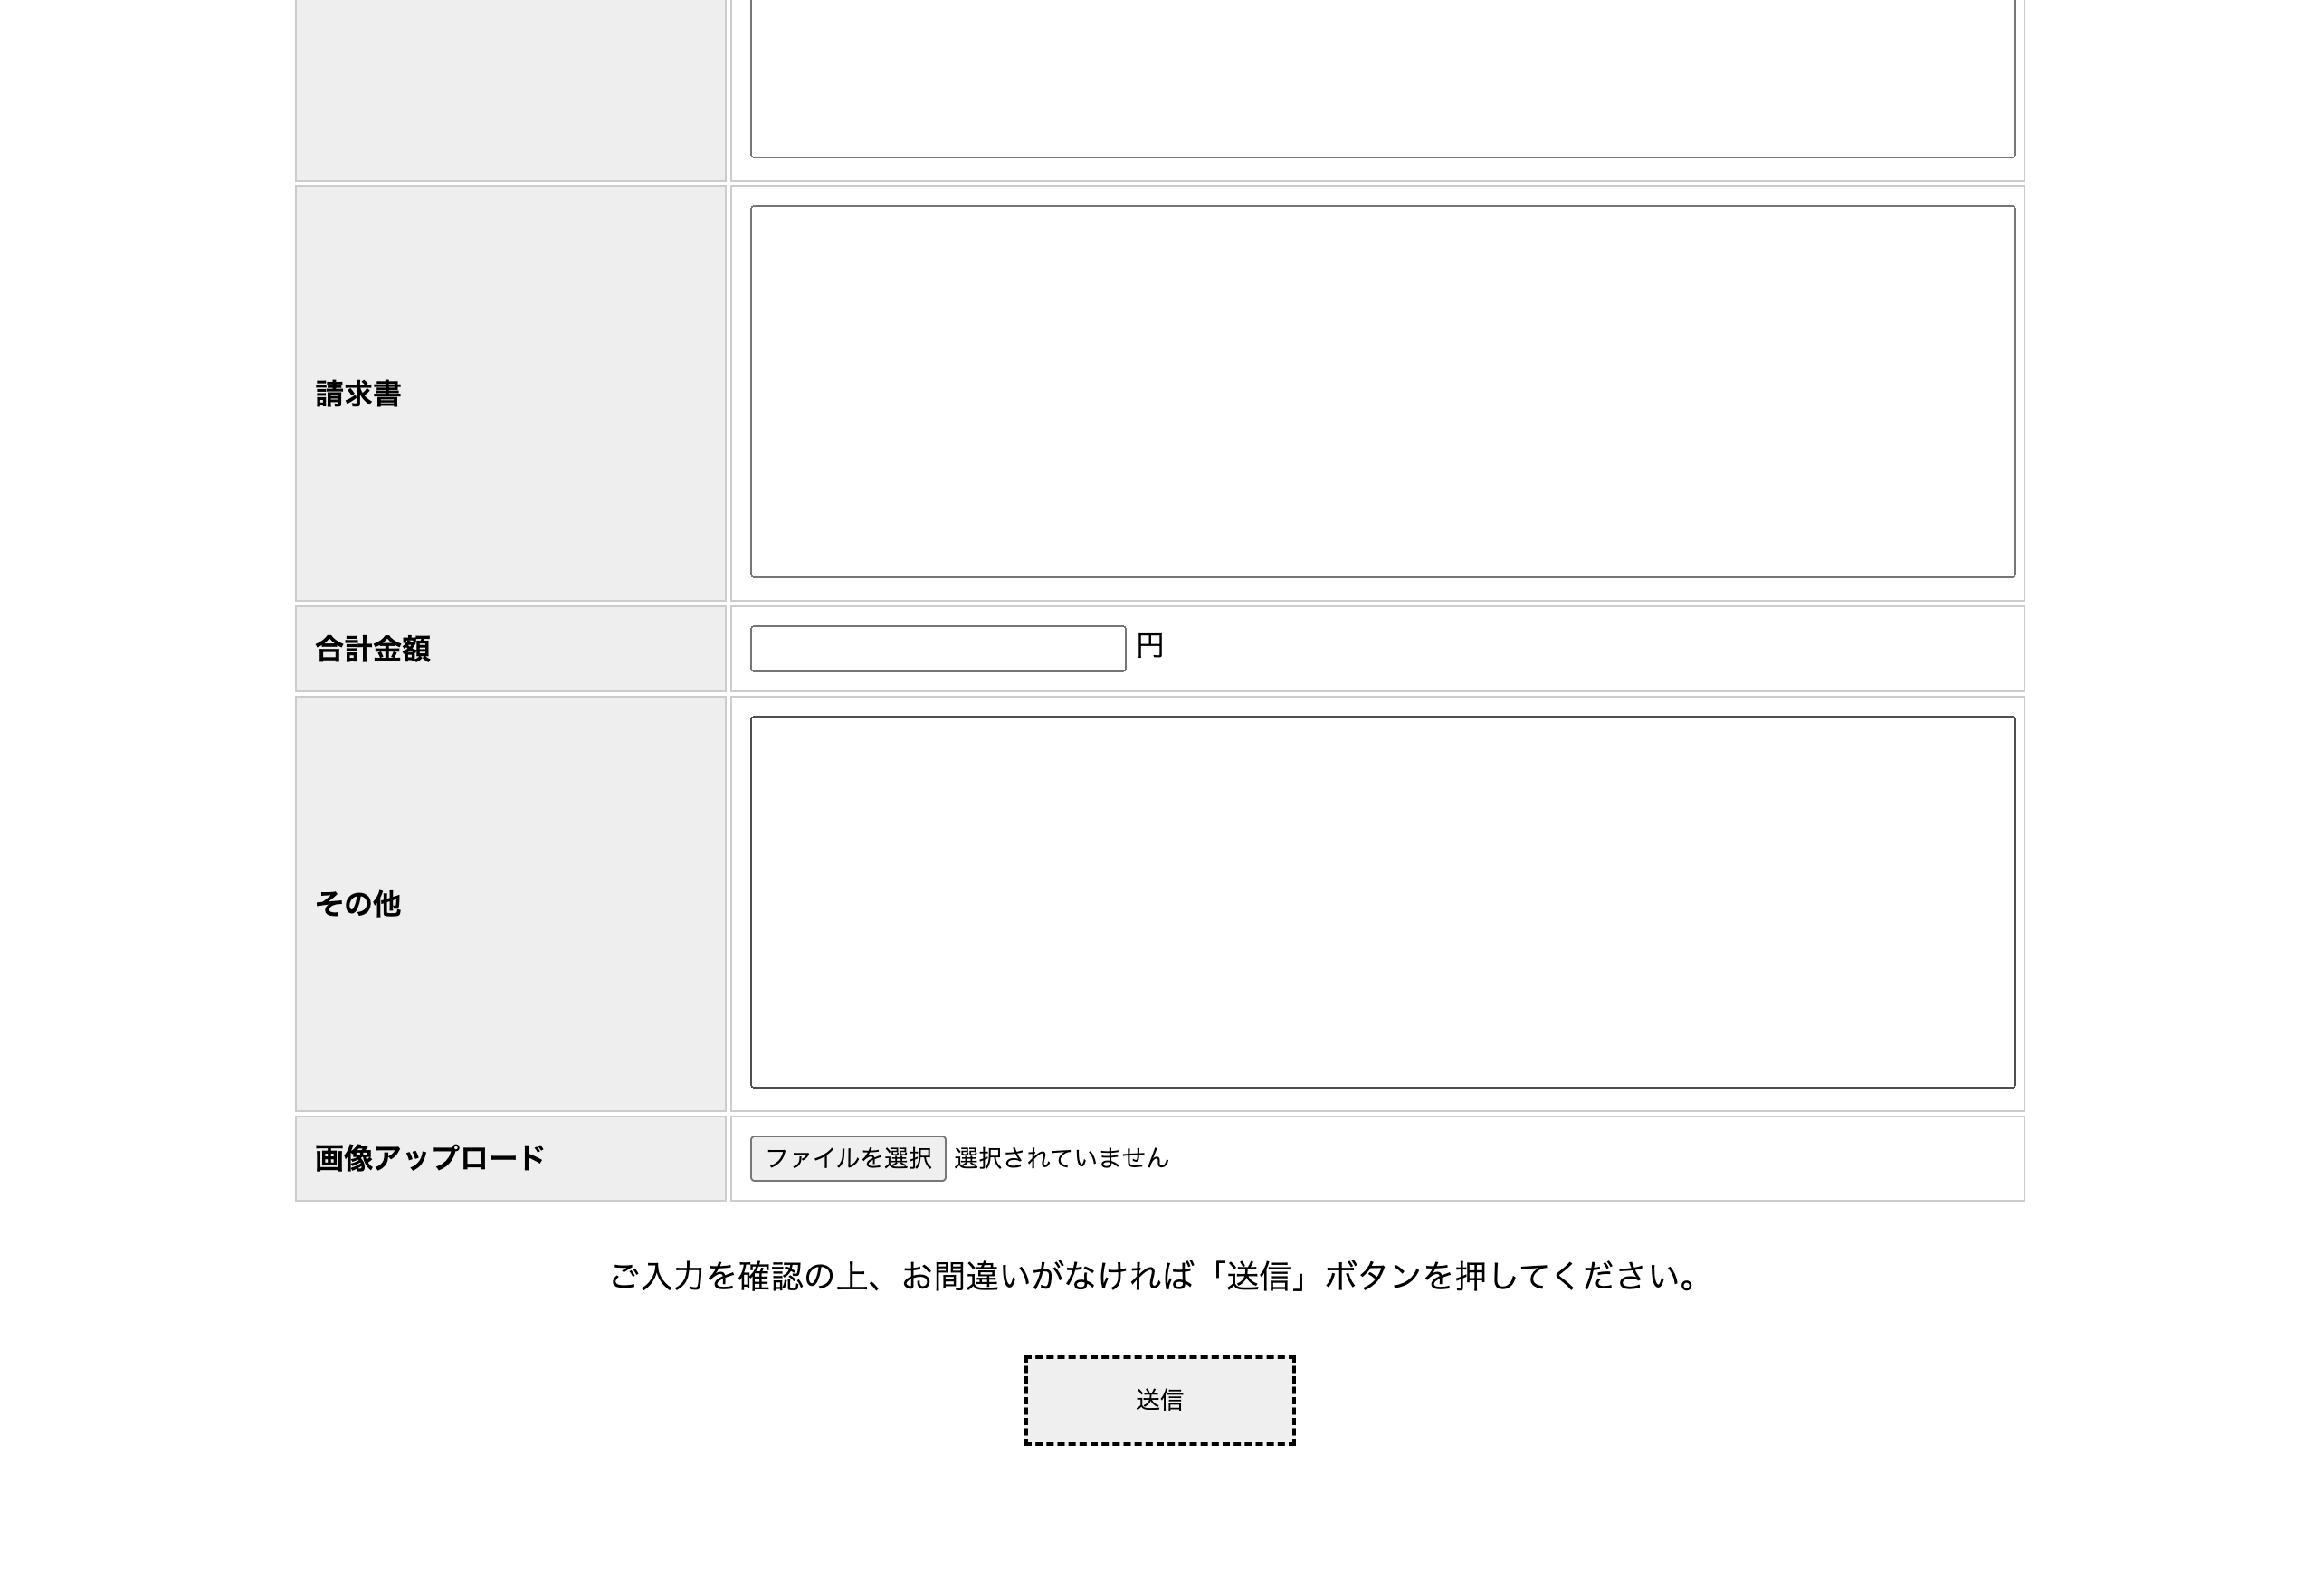 請求書
合計金額
円
その他
画像アップロード
ファイルを選択 選択されていません
ご入力を確認の上、お間違いがなければ「送信」ボタンを押してください。
送信